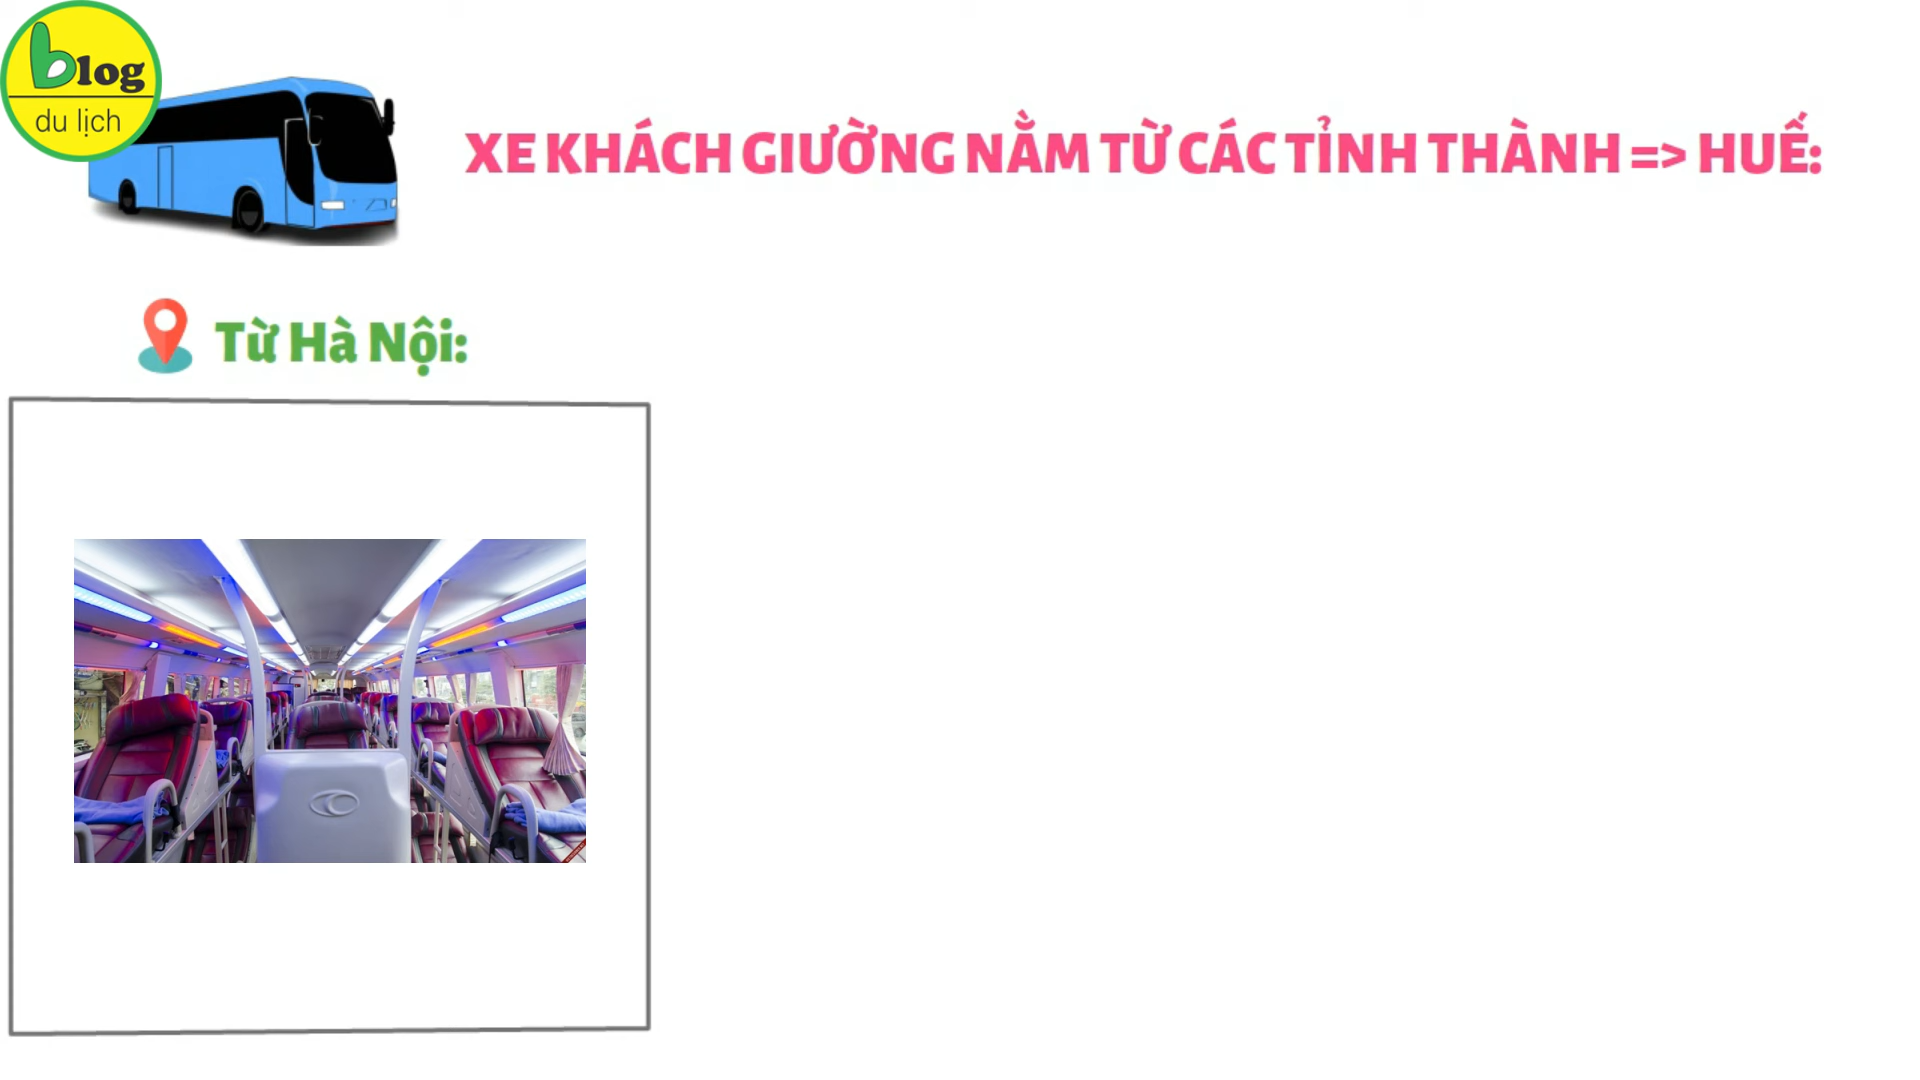 blog
du lịch
XE KHÁCH GIƯỜNG NẰM TỪ CÁC TỈNH THÀNH => HUẾ:
Từ Hà Nội: